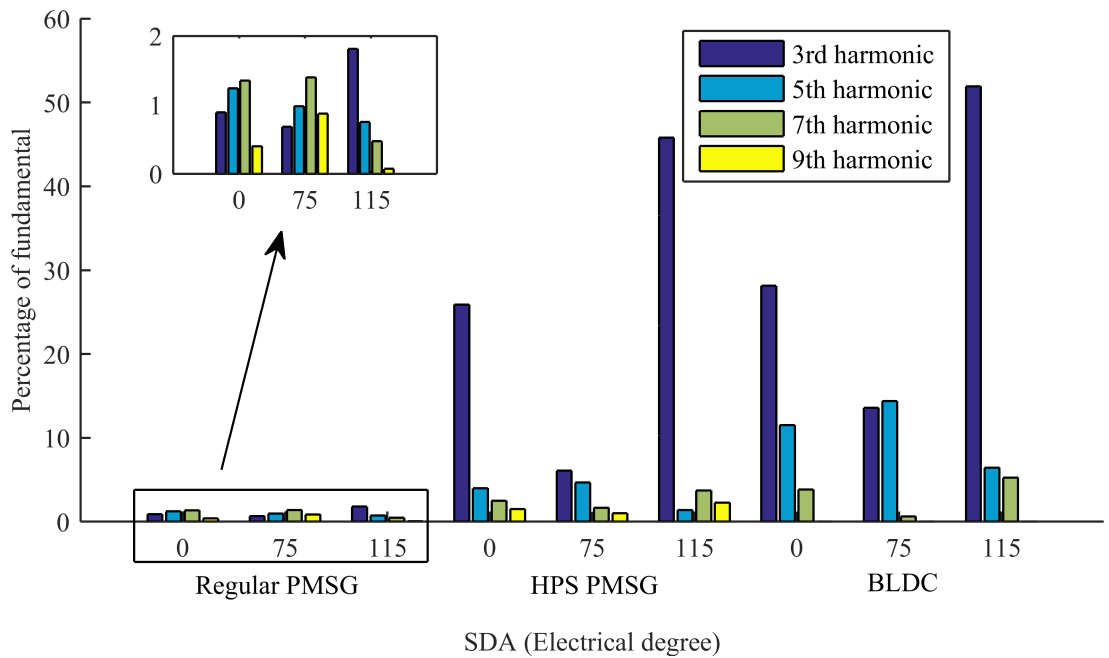 60
50
40
30
20
10
0
Percentage of fundamental
2
1
0
0 75 115
3rd harmonic
5th harmonic
7th harmonic
9th harmonic
0 75 115 0 75 115 0 75 115
Regular PMSG HPS PMSG BLDC
SDA (Electrical degree)